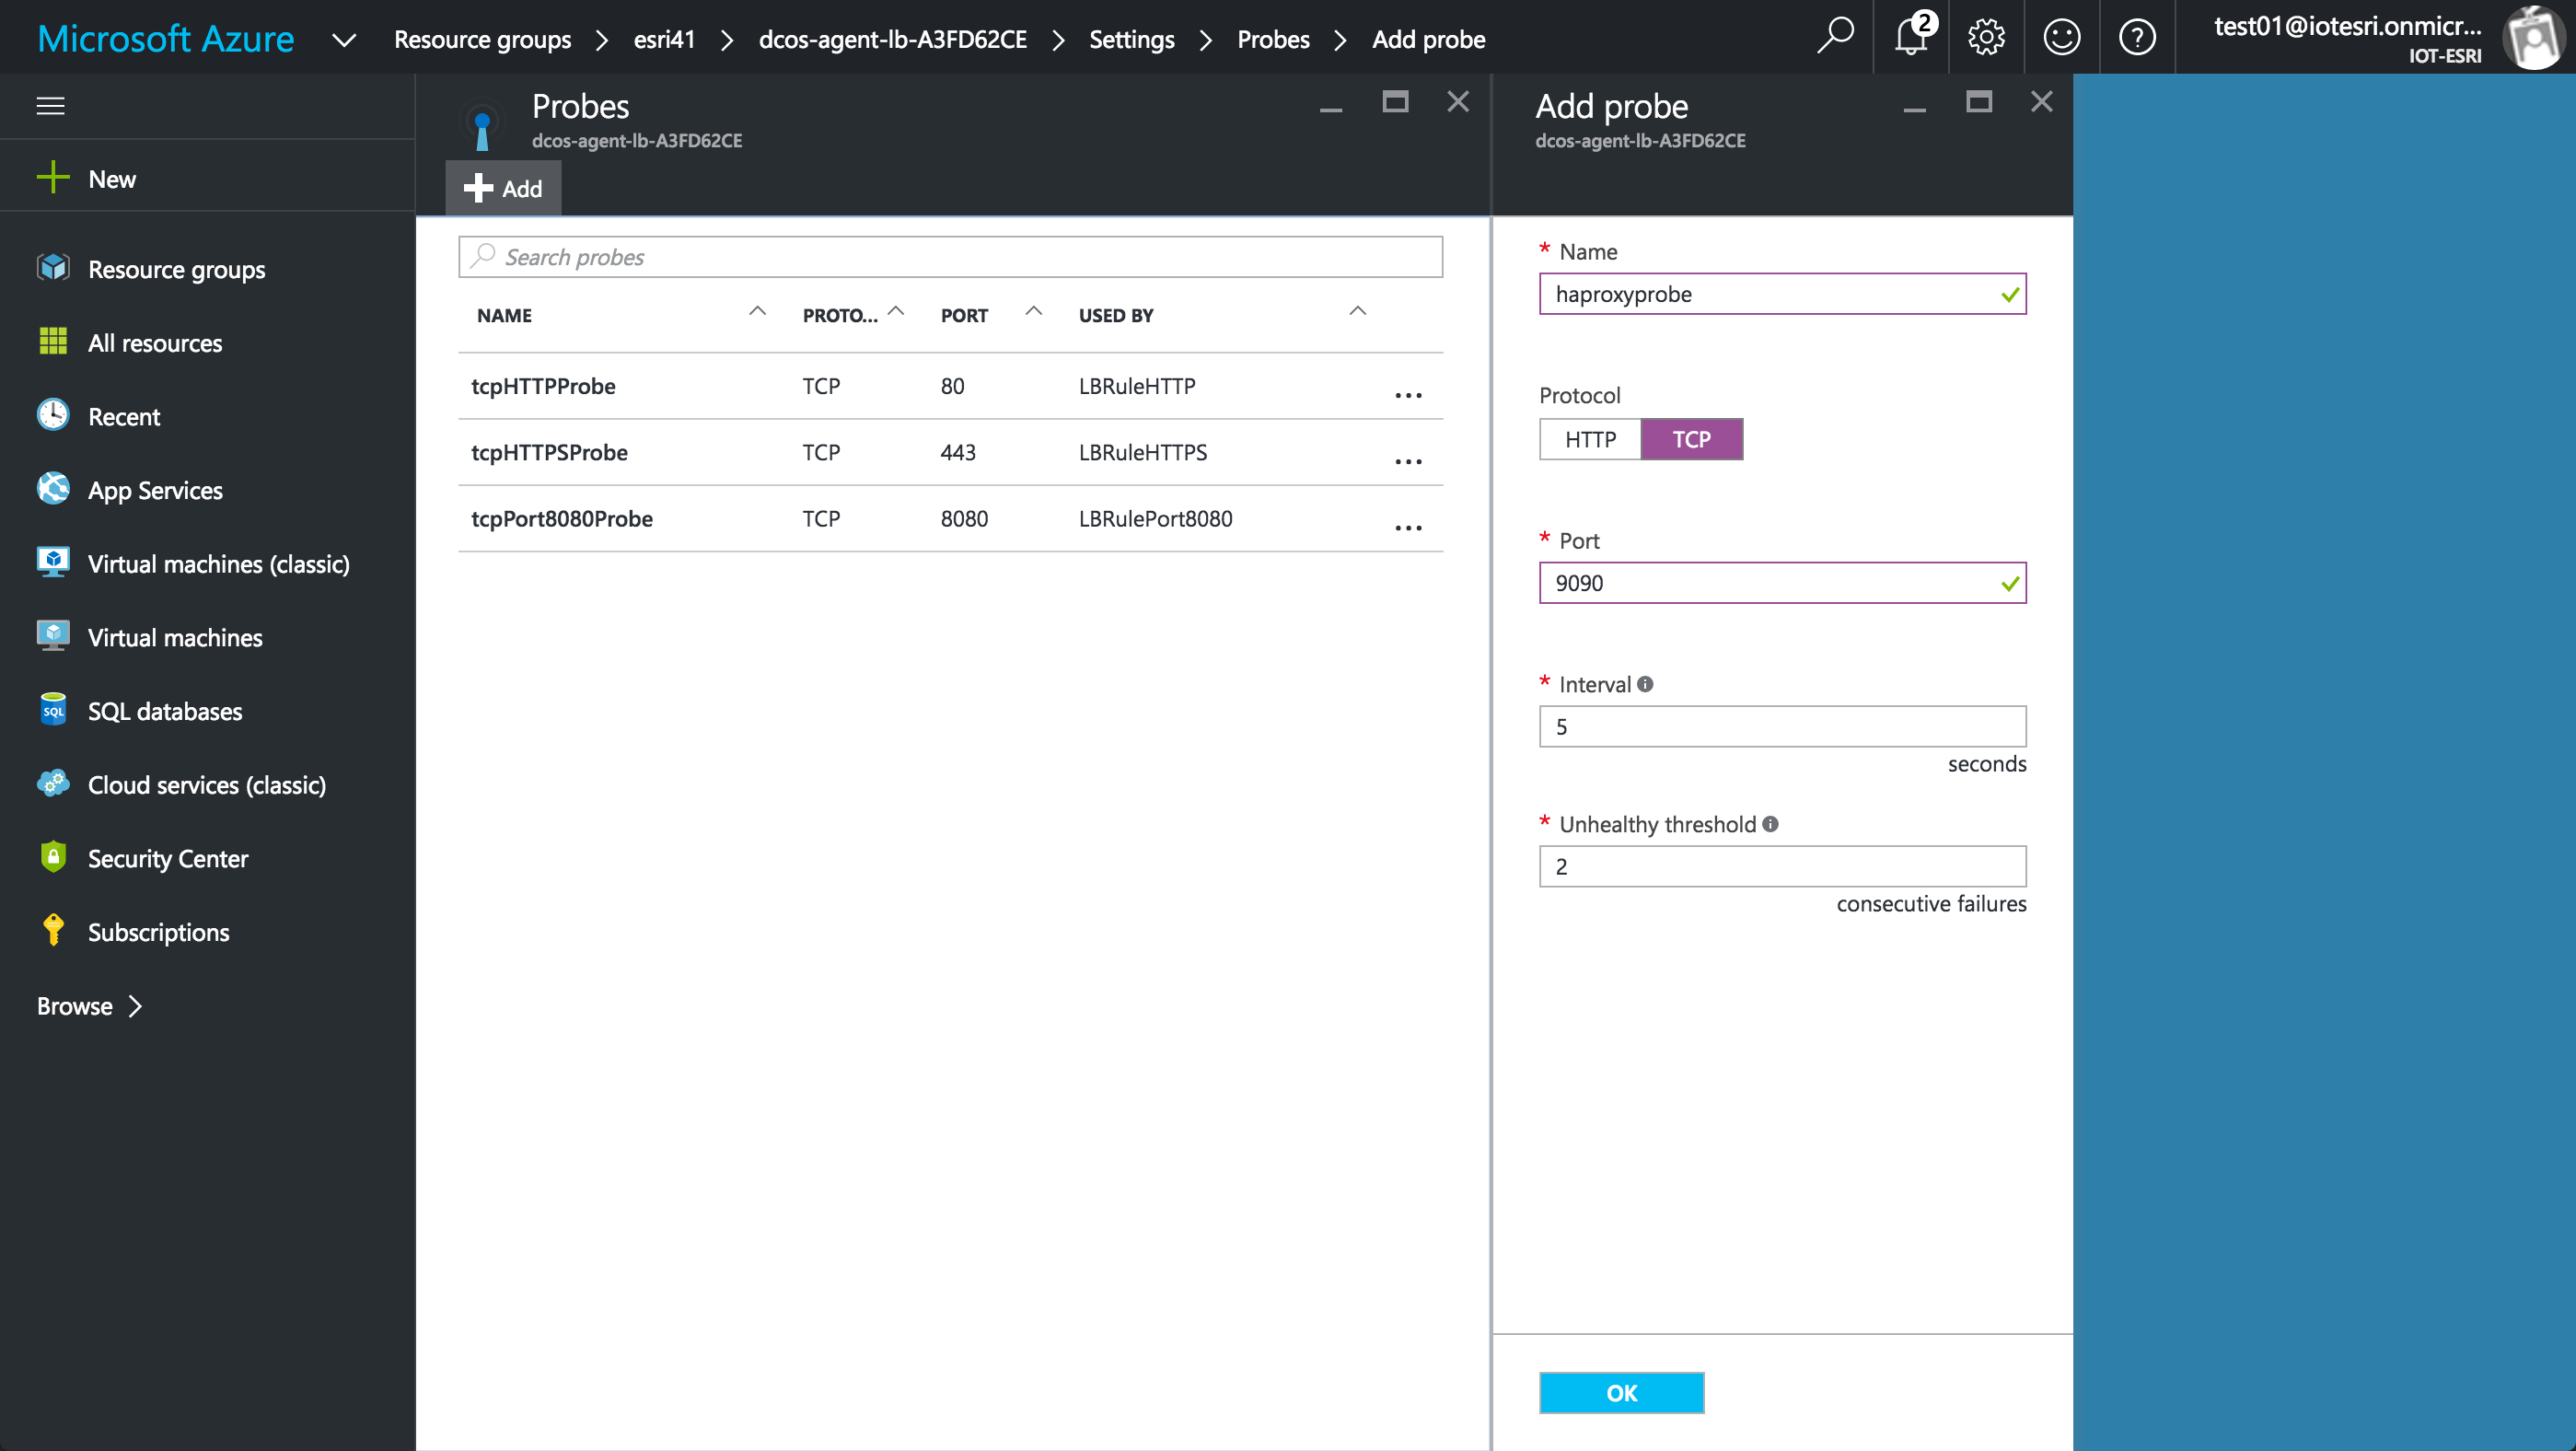 Microsoft Azure
Resource groups > esri41 > dcos-agent-lb-A3FD62CE > Settings > Probes > Add probe
2
test01@iotesri.onmicr...
IOT-ESRI
New
Resource groups
All resources
Recent
App Services
Virtual machines (classic)
Virtual machines
SQL
SQL databases
Cloud services (classic)
Security Center
Subscriptions
Browse >
Probes
dcos-agent-lb-A3FD62CE
Add
Search probes
NAME PROTO... PORT USED BY
tcpHTTPProbe TCP 80 LBRuleHTTP ...
tcpHTTPSProbe TCP 443 LBRuleHTTPS ...
tcpPort8080Probe TCP 8080 LBRulePort8080 ...
Add probe
dcos-agent-lb-A3FD62CE
* Name
haproxyprobe
Protocol
HTTP TCP
* Port
9090
* Interval
5
seconds
* Unhealthy threshold
2
consecutive failures
OK